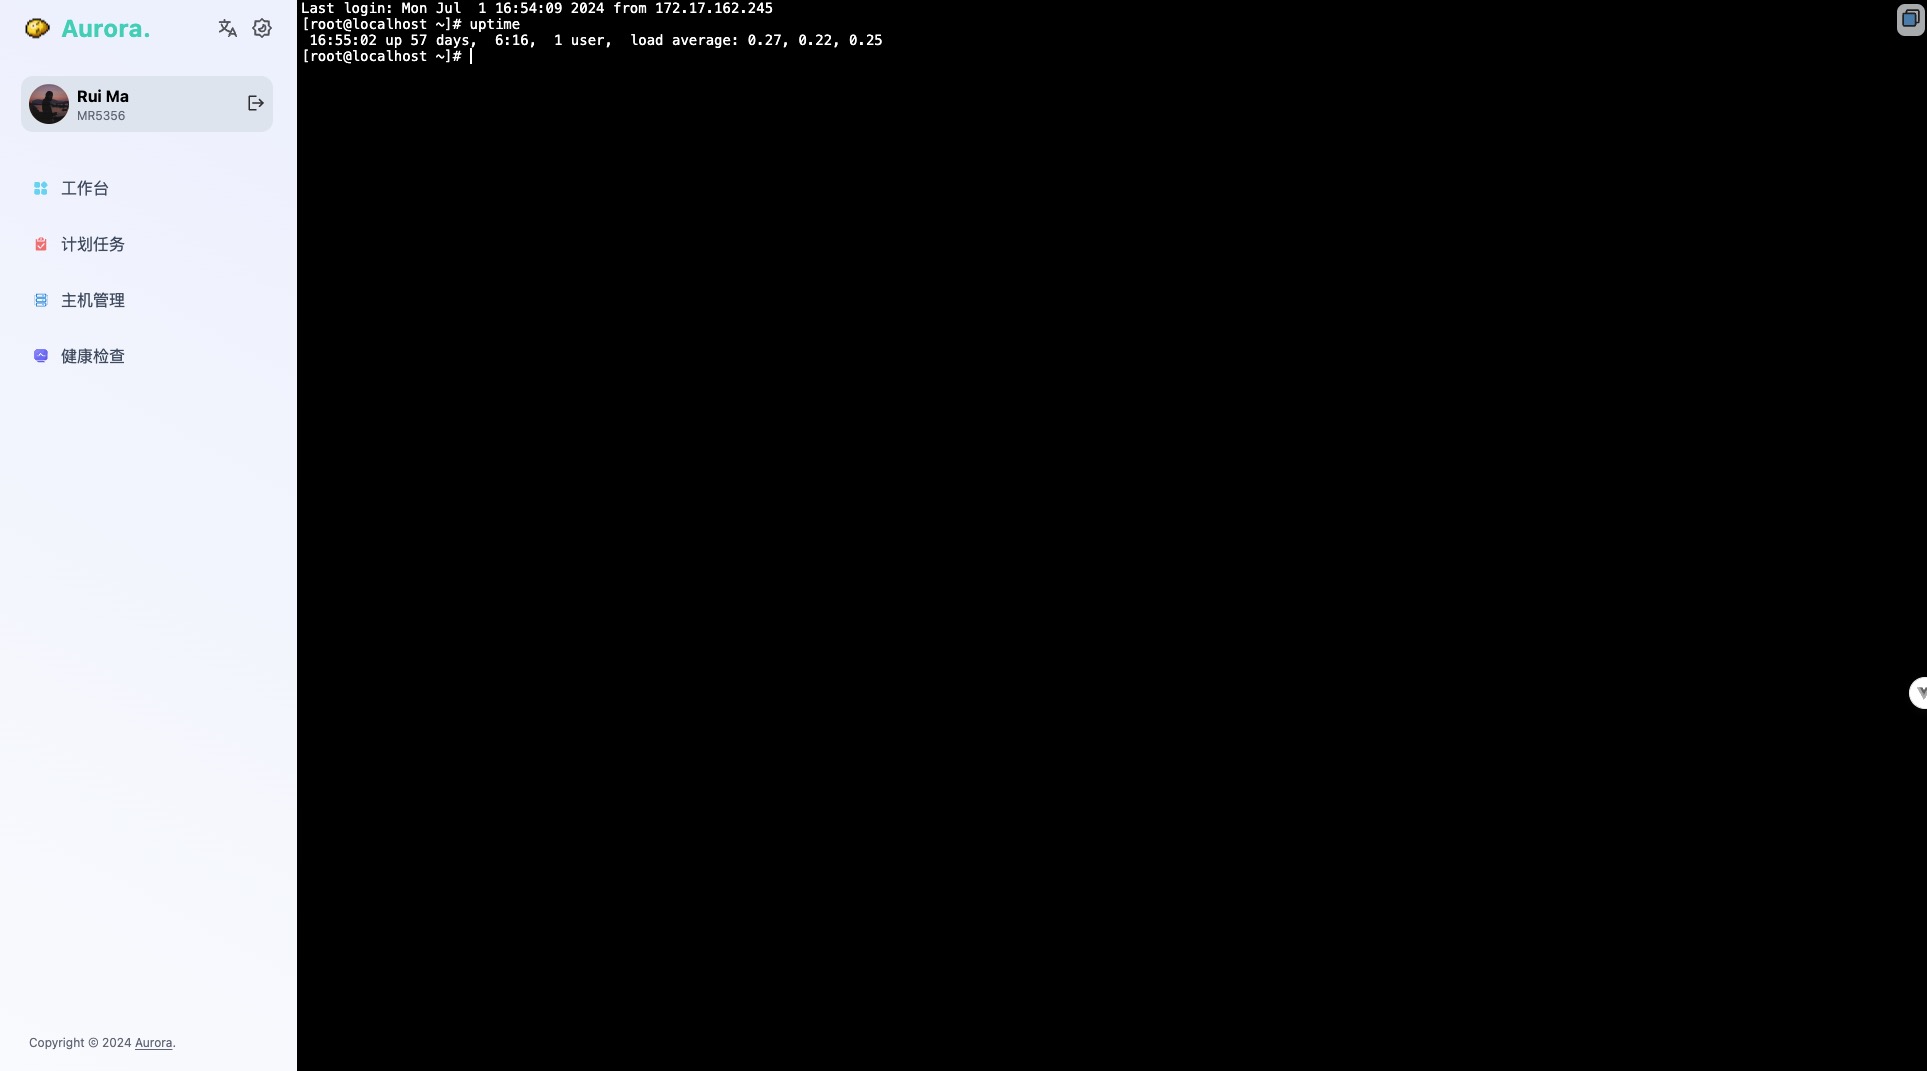 Aurora.
Rui Ma
MR5356
工作台
计划任务
主机管理
健康检查
Copyright © 2024 Aurora.
Last login: Mon Jul  1 16:54:09 2024 from 172.17.162.245
[root@localhost ~]# uptime
 16:55:02 up 57 days,  6:16,  1 user,  load average: 0.27, 0.22, 0.25
[root@localhost ~]#